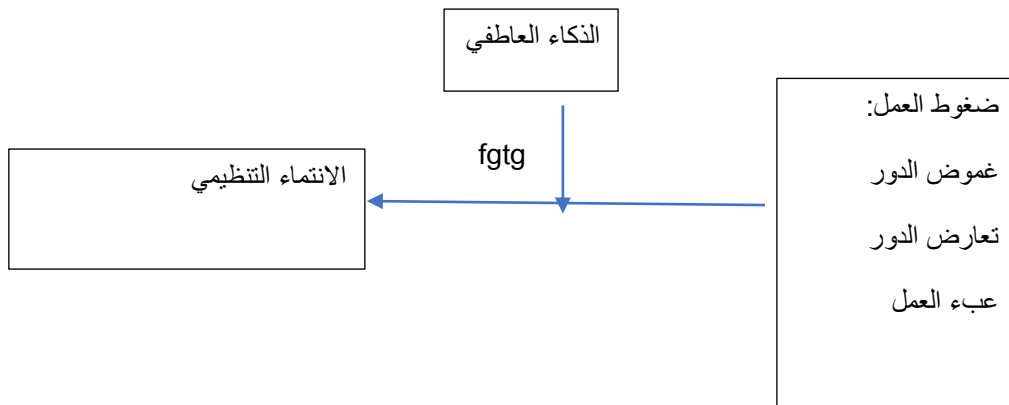 الذكاء العاطفي
ضغوط العمل:
غموض الدور
تعارض الدور
عبء العمل
fgtg
الانتماء التنظيمي